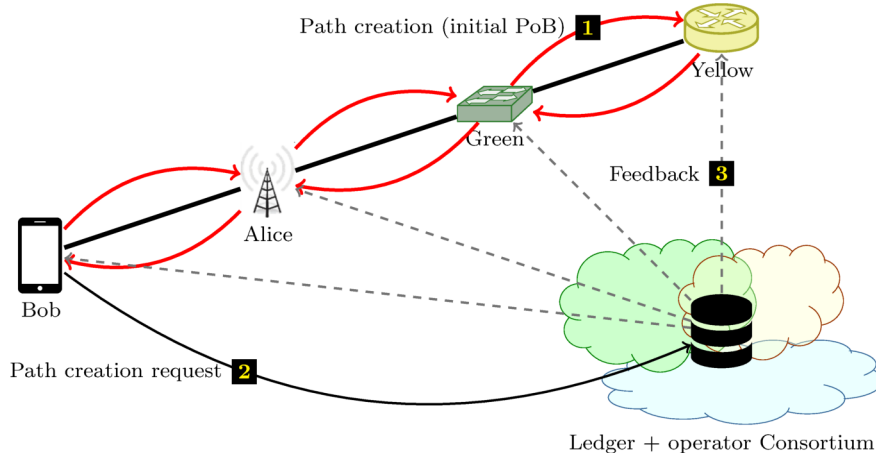 Path creation (initial PoB) 1
Yellow
Green
Feedback 3
Alice
Bob
Path creation request 2
Ledger + operator Consortium